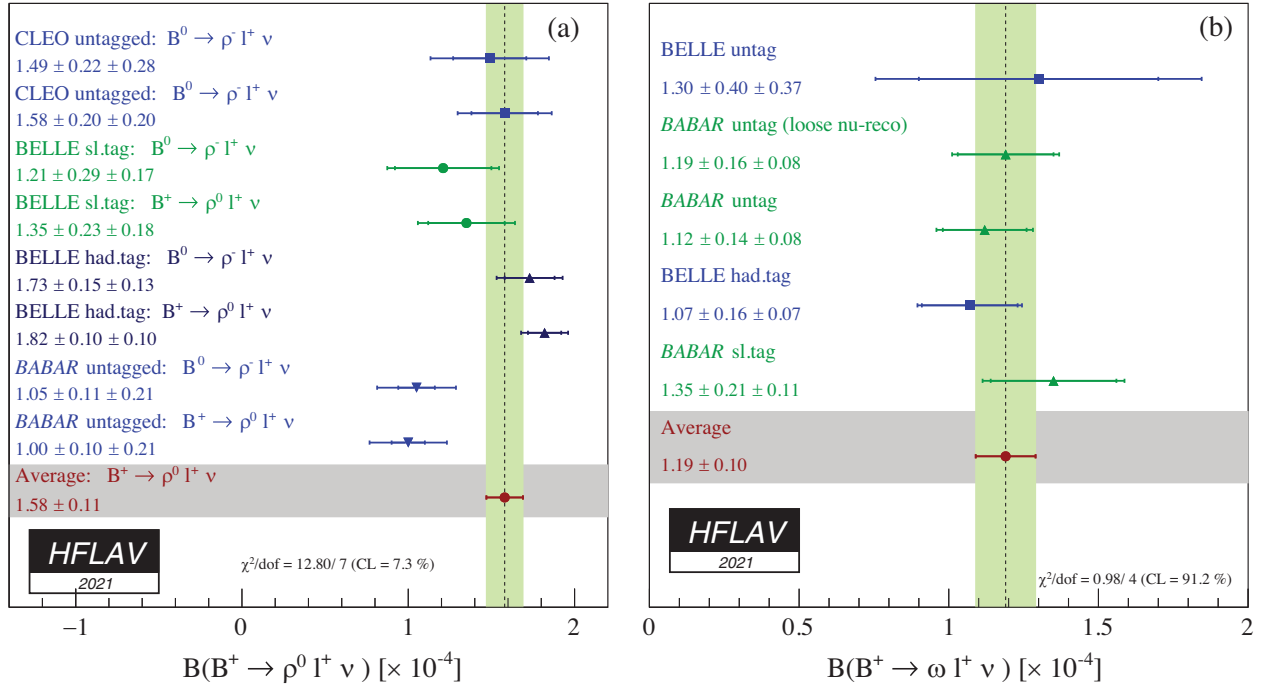 (a)
CLEO untagged: B⁰ → ρ⁻ l⁺ ν
1.49 ± 0.22 ± 0.28
CLEO untagged: B⁰ → ρ⁻ l⁺ ν
1.58 ± 0.20 ± 0.20
BELLE sl.tag: B⁰ → ρ⁻ l⁺ ν
1.21 ± 0.29 ± 0.17
BELLE sl.tag: B⁺ → ρ⁰ l⁺ ν
1.35 ± 0.23 ± 0.18
BELLE had.tag: B⁰ → ρ⁻ l⁺ ν
1.73 ± 0.15 ± 0.13
BELLE had.tag: B⁺ → ρ⁰ l⁺ ν
1.82 ± 0.10 ± 0.10
BABAR untagged: B⁰ → ρ⁻ l⁺ ν
1.05 ± 0.11 ± 0.21
BABAR untagged: B⁺ → ρ⁰ l⁺ ν
1.00 ± 0.10 ± 0.21
Average: B⁺ → ρ⁰ l⁺ ν
1.58 ± 0.11
HFLAV
2021
χ²/dof = 12.80/ 7 (CL = 7.3 %)
−1 0 1 2
B(B⁺ → ρ⁰ l⁺ ν ) [× 10⁻⁴]
(b)
BELLE untag
1.30 ± 0.40 ± 0.37
BABAR untag (loose nu-reco)
1.19 ± 0.16 ± 0.08
BABAR untag
1.12 ± 0.14 ± 0.08
BELLE had.tag
1.07 ± 0.16 ± 0.07
BABAR sl.tag
1.35 ± 0.21 ± 0.11
Average
1.19 ± 0.10
HFLAV
2021
χ²/dof = 0.98/ 4 (CL = 91.2 %)
0 0.5 1 1.5 2
B(B⁺ → ω l⁺ ν ) [× 10⁻⁴]